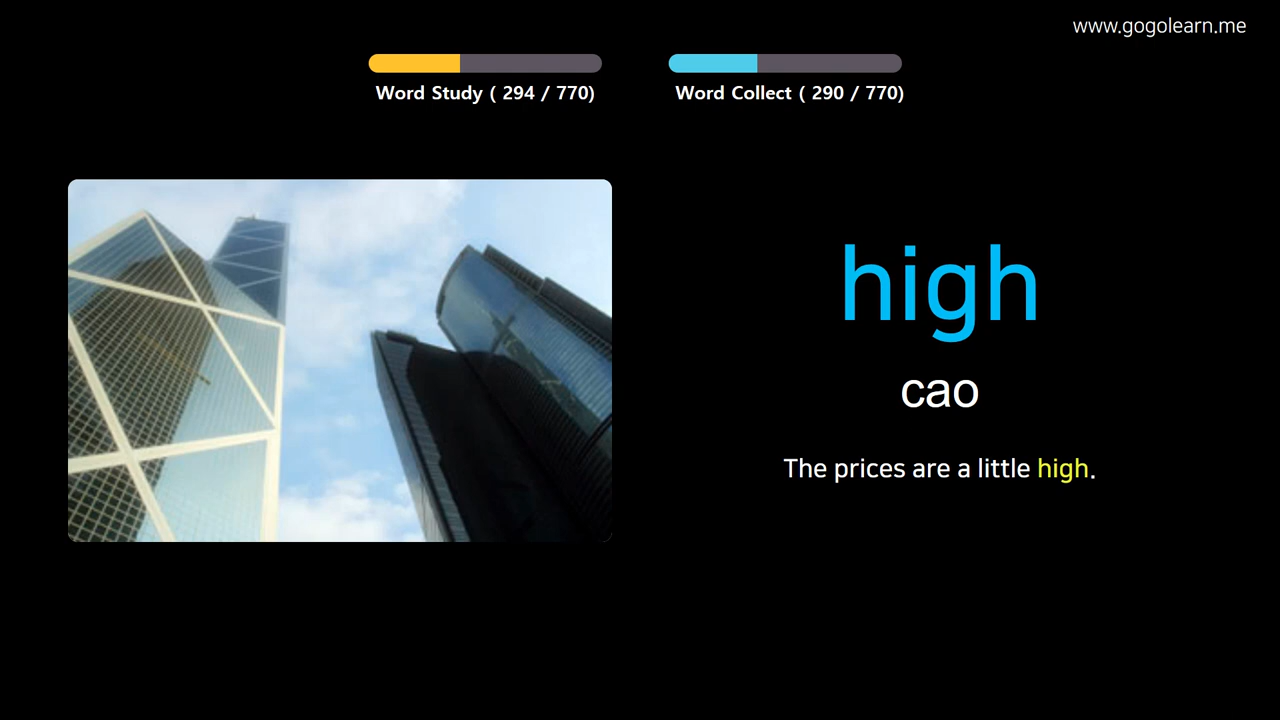 www.gogolearn.me
Word Study ( 294 / 770)
Word Collect ( 290 / 770)
high
cao
The prices are a little high.